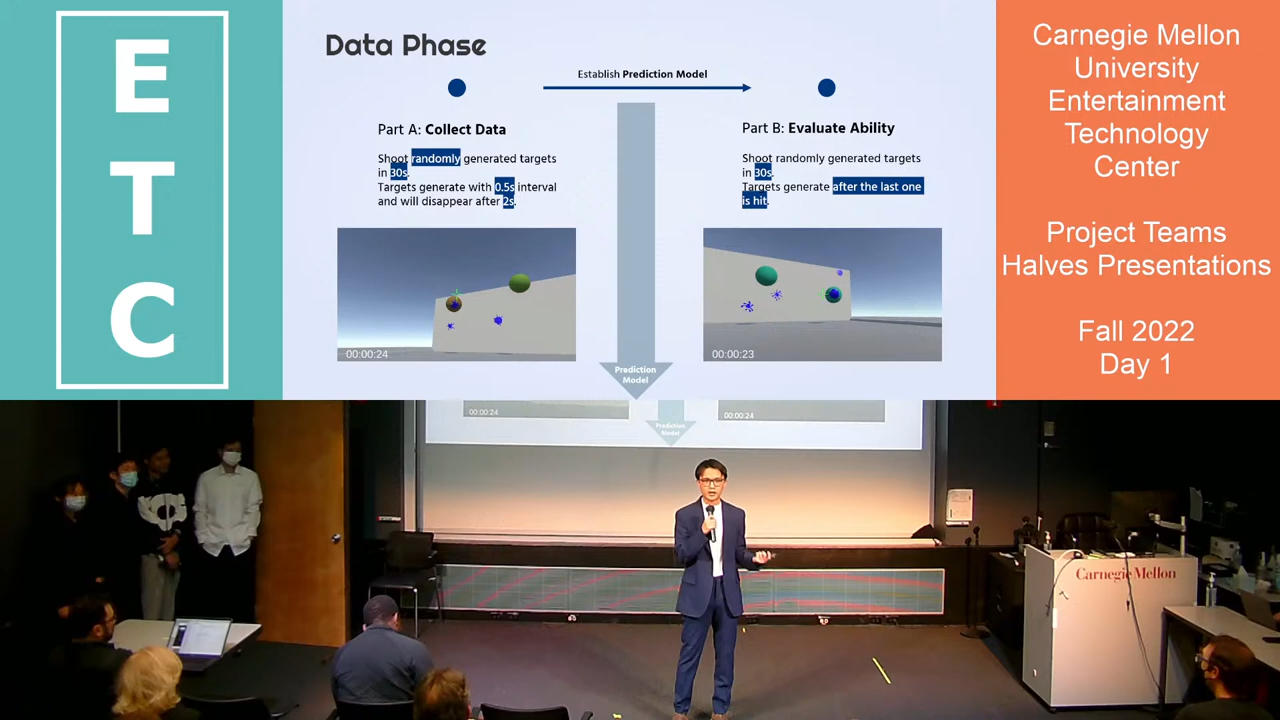 E
T
C
Data Phase
Establish Prediction Model
Part A: Collect Data
Shoot randomly generated targets
in 30s.
Targets generate with 0.5s interval
and will disappear after 2s.
00:00:24
Part B: Evaluate Ability
Shoot randomly generated targets
in 30s.
Targets generate after the last one
is hit.
00:00:23
Prediction
Model
Carnegie Mellon
University
Entertainment
Technology
Center
Project Teams
Halves Presentations
Fall 2022
Day 1
00:00:24
Prediction
Model
00:00:24
Carnegie Mellon